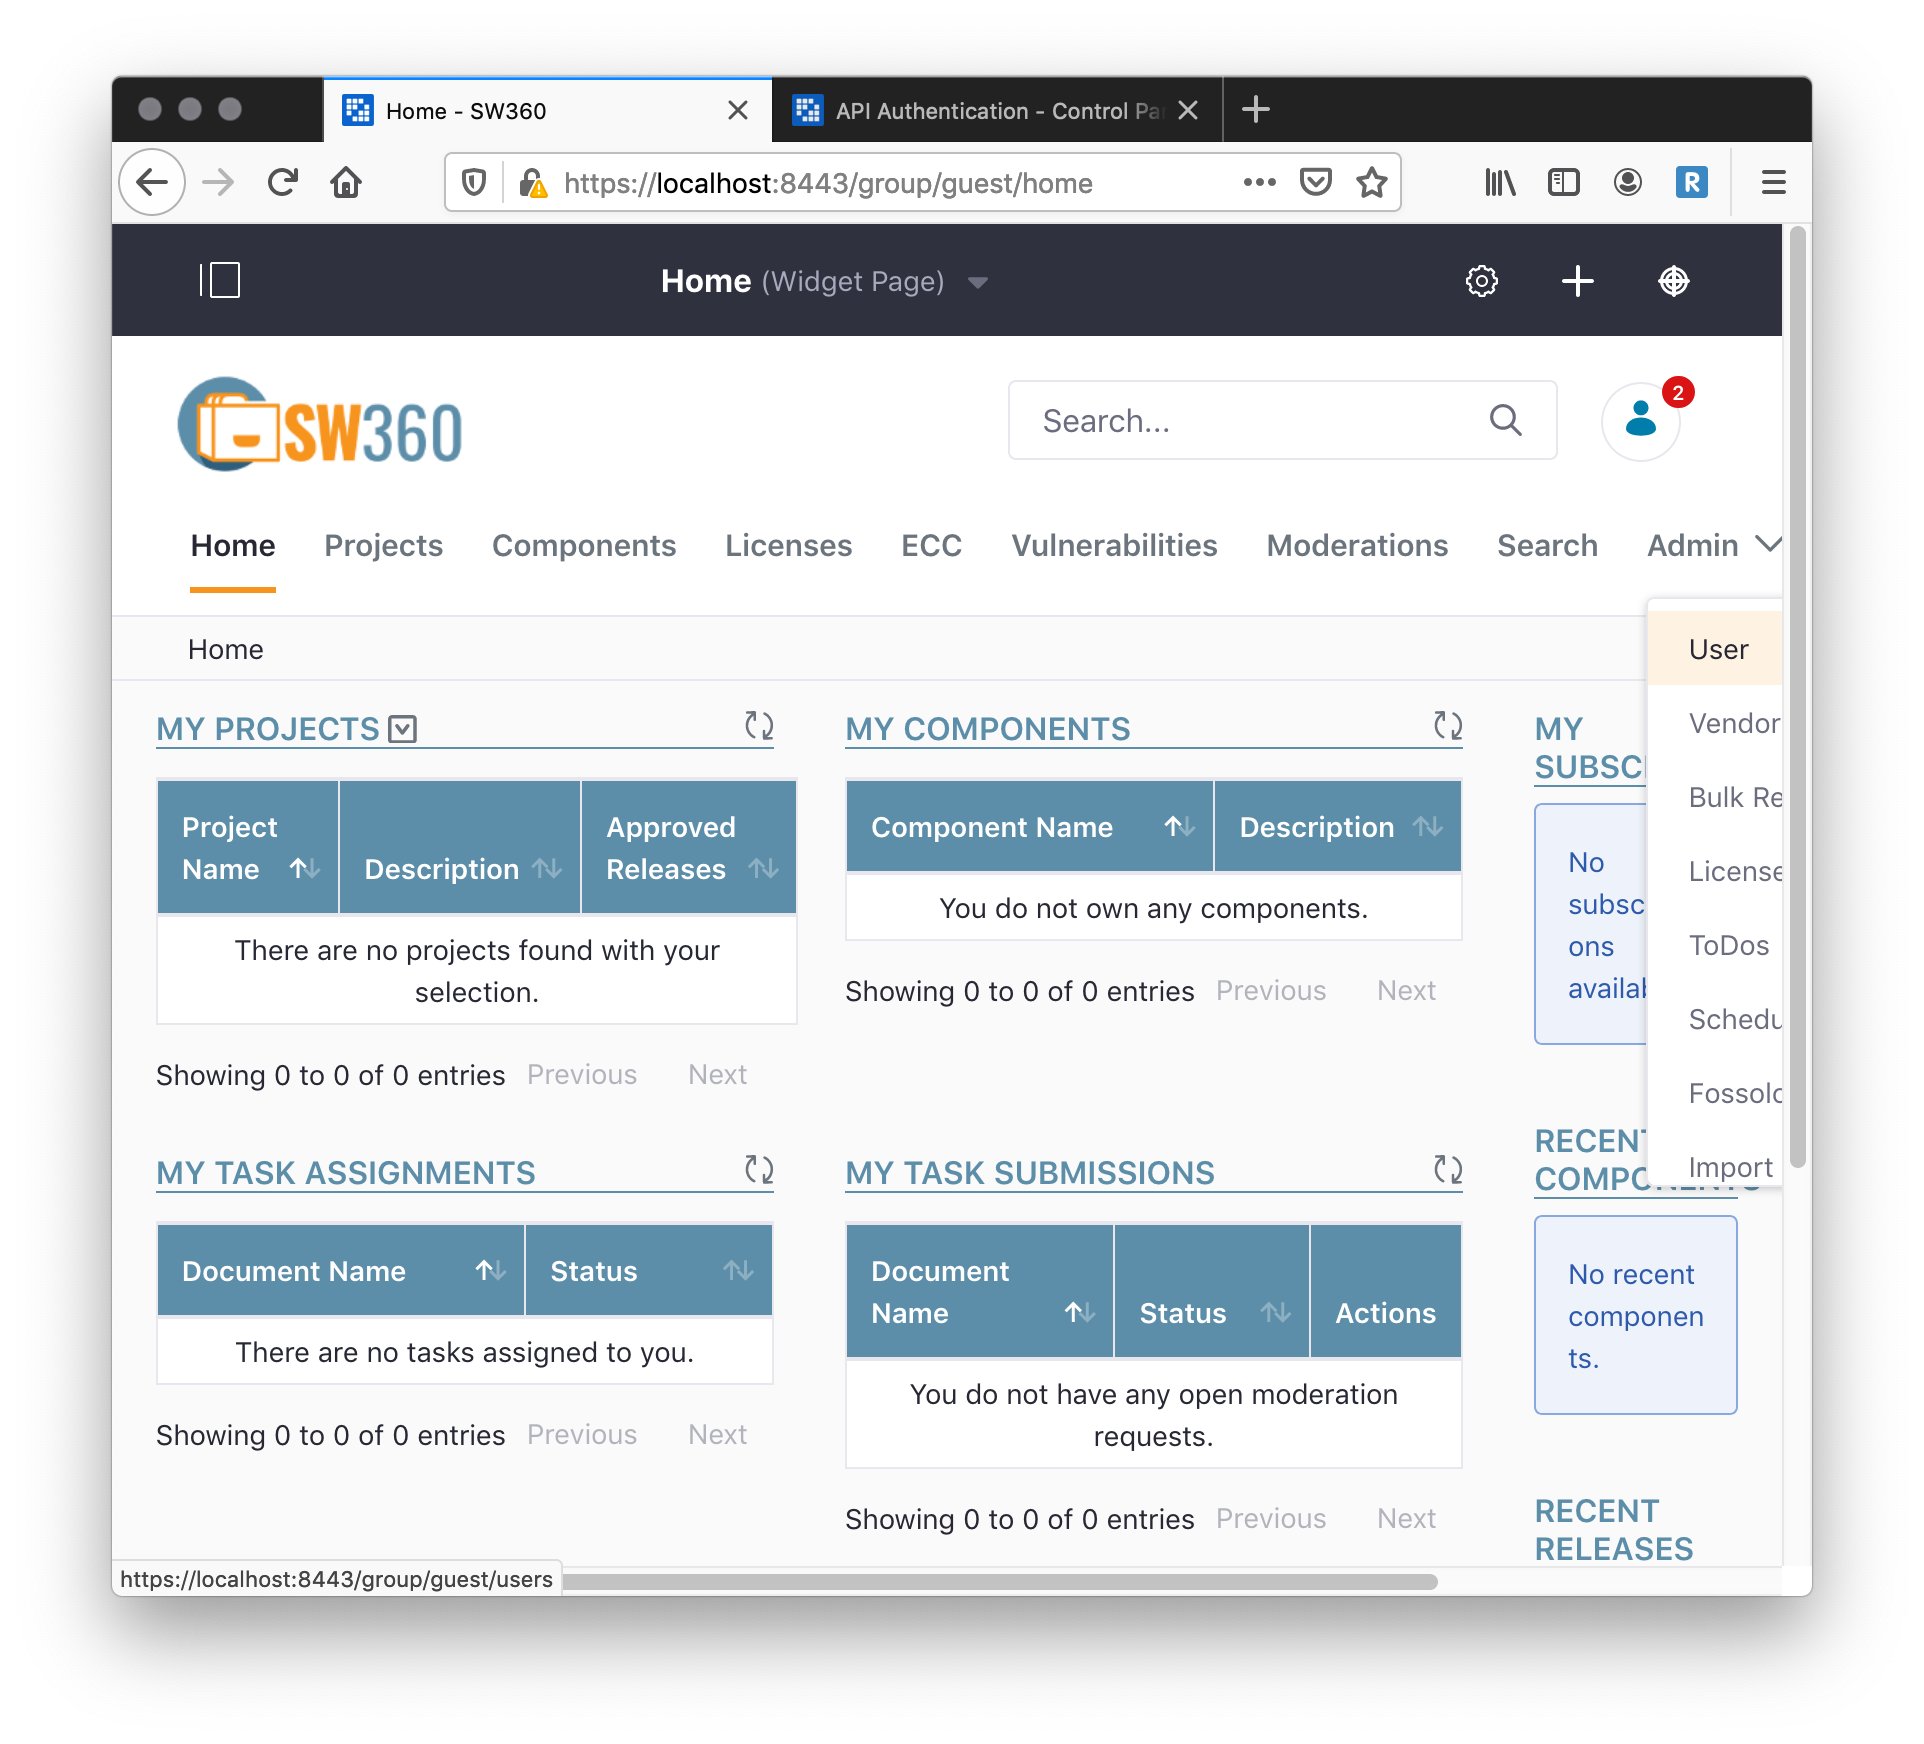 Home - SW360
API Authentication - Control Pa
https://localhost:8443/group/guest/home
R
Home (Widget Page)
SW360
Search...
2
Home Projects Components Licenses ECC Vulnerabilities Moderations Search Admin
Home
User
Vendor
Bulk Re
License
ToDos
Schedu
Fossolo
Import
MY PROJECTS
Project Name
Description
Approved Releases
There are no projects found with your
selection.
Showing 0 to 0 of 0 entries Previous Next
MY COMPONENTS
Component Name
Description
You do not own any components.
Showing 0 to 0 of 0 entries Previous Next
MY
SUBSC
No
subsc
ons
availab
MY TASK ASSIGNMENTS
Document Name
Status
There are no tasks assigned to you.
Showing 0 to 0 of 0 entries Previous Next
MY TASK SUBMISSIONS
Document
Name
Status
Actions
You do not have any open moderation
requests.
Showing 0 to 0 of 0 entries Previous Next
RECENT
COMPONENTS
No recent
componen
ts.
RECENT
RELEASES
https://localhost:8443/group/guest/users